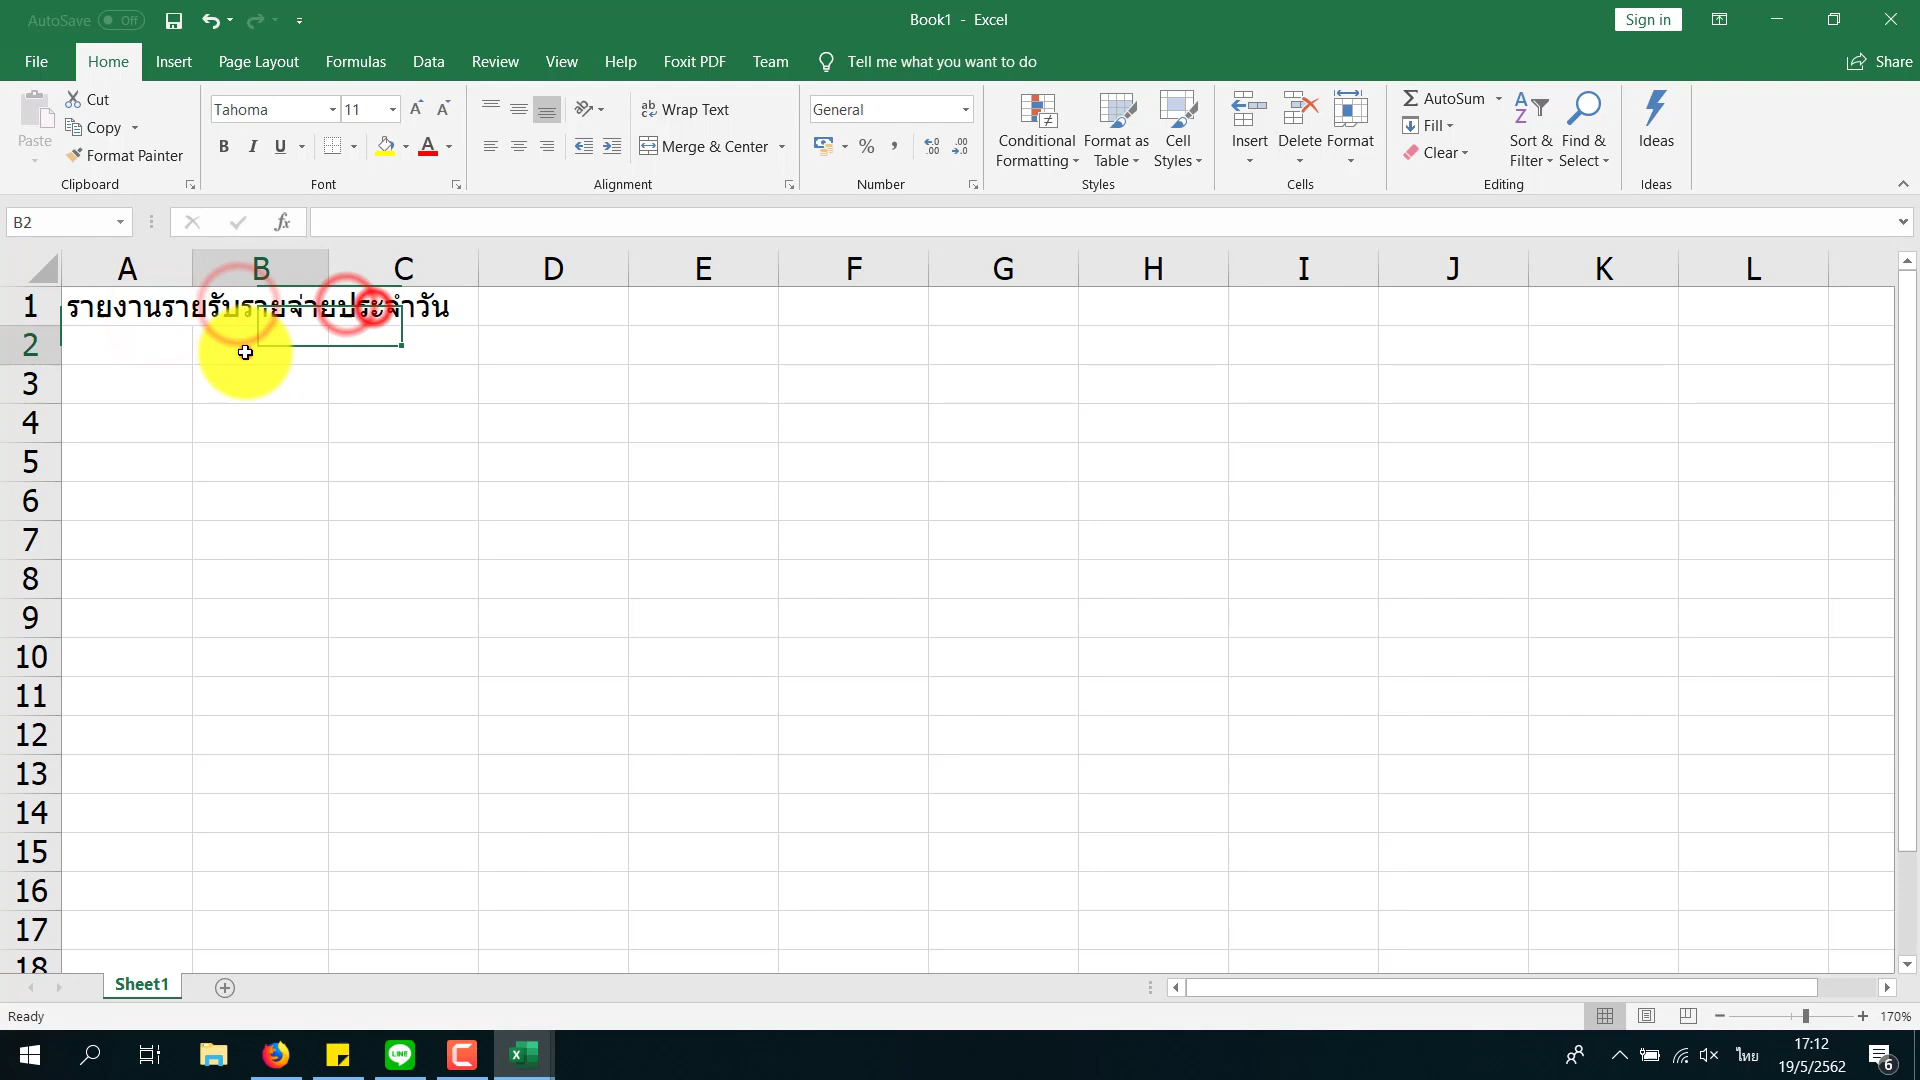 AutoSave Off
Book1 - Excel
Sign in
File Home Insert Page Layout Formulas Data Review View Help Foxit PDF Team Tell me what you want to do Share
Paste
Cut
Copy
Format Painter
Clipboard
Tahoma 11
B I U
Font
Wrap Text
Merge & Center
Alignment
General
Number
Conditional Formatting
Format as Table
Cell Styles
Styles
Insert Delete Format
Cells
AutoSum
Fill
Clear
Sort & Filter
Find & Select
Editing
Ideas
Ideas
B2
fx
A B C D E F G H I J K L
1 รายงานรายรับรายจ่ายประจำวัน
2
3
4
5
6
7
8
9
10
11
12
13
14
15
16
17
18
Sheet1
Ready
170%
ไทย
17:12
19/5/2562
6